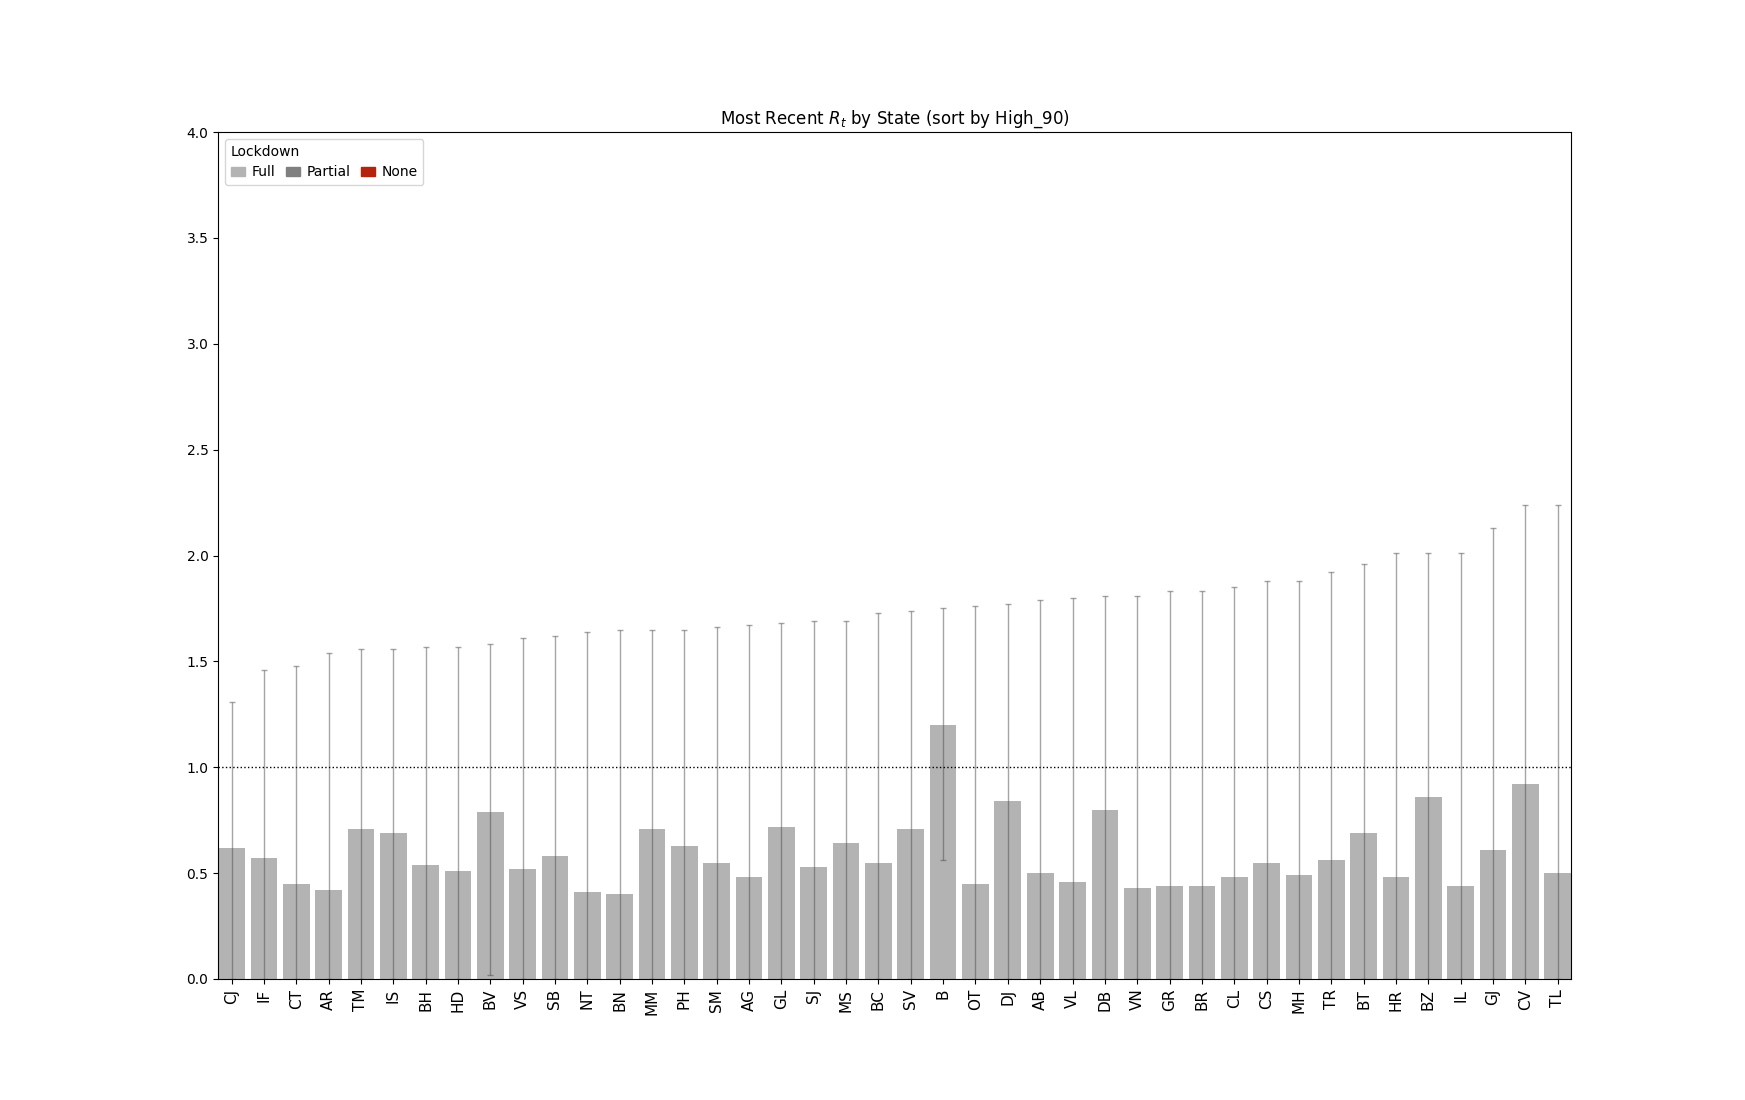 Most Recent R_t by State (sort by High_90)
4.0
3.5
3.0
2.5
2.0
1.5
1.0
0.5
0.0
Lockdown
Full Partial None
CJ IF CT AR TM IS BH HD BV VS SB NT BN MM PH SM AG GL SJ MS BC SV B OT DJ AB VL DB VN GR BR CL CS MH TR BT HR BZ IL GJ CV TL